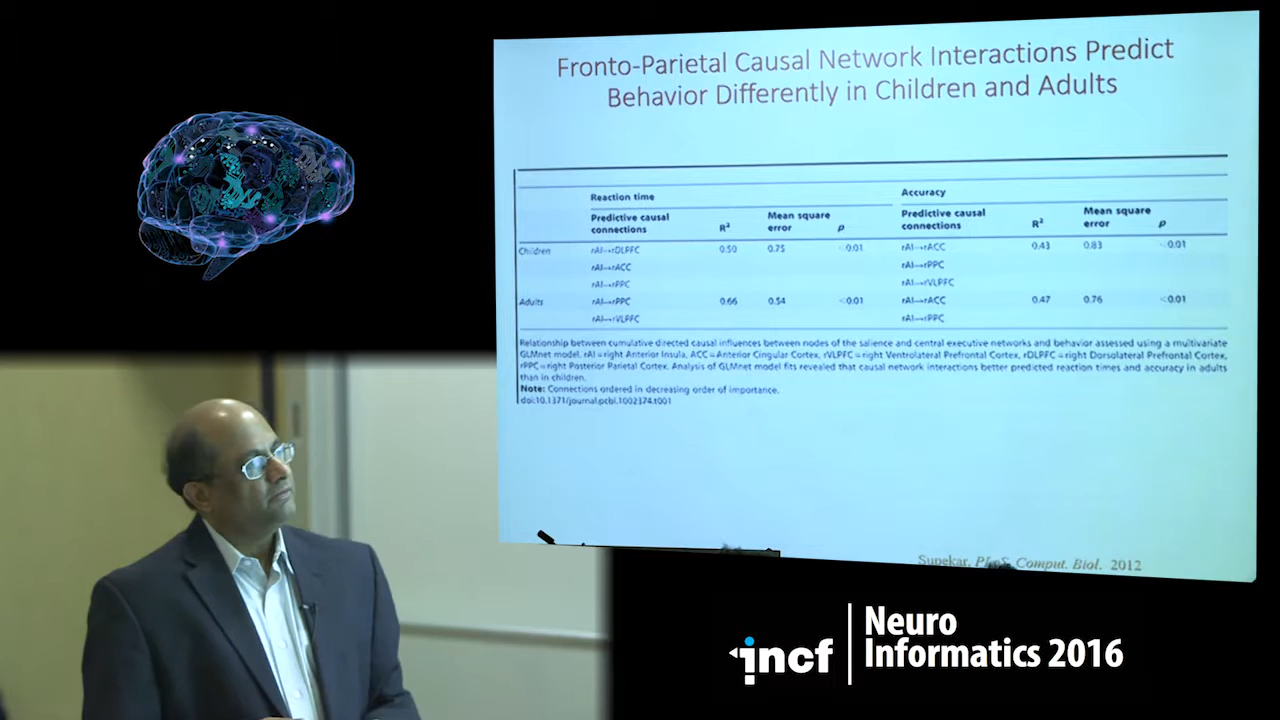 Fronto-Parietal Causal Network Interactions Predict
Behavior Differently in Children and Adults
Reaction time Accuracy
Predictive causal connections R² Mean square error p Predictive causal connections R² Mean square error p
Children rAI→rDLPFC 0.50 0.75 <0.01 rAI→rACC 0.43 0.83 <0.01
rAI→rACC rAI→rPPC
rAI→rPPC rAI→rVLPFC
Adults rAI→rPPC 0.66 0.54 <0.01 rAI→rACC 0.47 0.76 <0.01
rAI→rVLPFC rAI→rPPC
Relationship between cumulative directed causal influences between nodes of the salience and central executive networks and behavior assessed using a multivariate
GLMnet model. rAI=right Anterior Insula, ACC=Anterior Cingular Cortex, rVLPFC=right Ventrolateral Prefrontal Cortex, rDLPFC=right Dorsolateral Prefrontal Cortex,
rPPC=right Posterior Parietal Cortex. Analysis of GLMnet model fits revealed that causal network interactions better predicted reaction times and accuracy in adults
than in children.
Note: Connections ordered in decreasing order of importance.
doi:10.1371/journal.pcbi.1002374.t001
Supekar, PLoS Comput. Biol. 2012
incf
Neuro
Informatics 2016